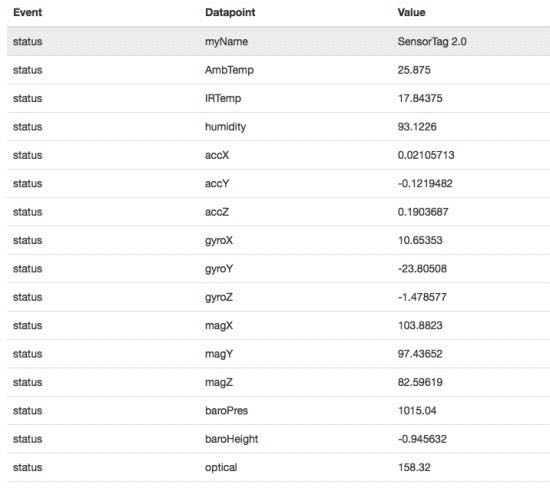 Event Datapoint Value
status myName SensorTag 2.0
status AmbTemp 25.875
status IRTemp 17.84375
status humidity 93.1226
status accX 0.02105713
status accY -0.1219482
status accZ 0.1903687
status gyroX 10.65353
status gyroY -23.80508
status gyroZ -1.478577
status magX 103.8823
status magY 97.43652
status magZ 82.59619
status baroPres 1015.04
status baroHeight -0.945632
status optical 158.32